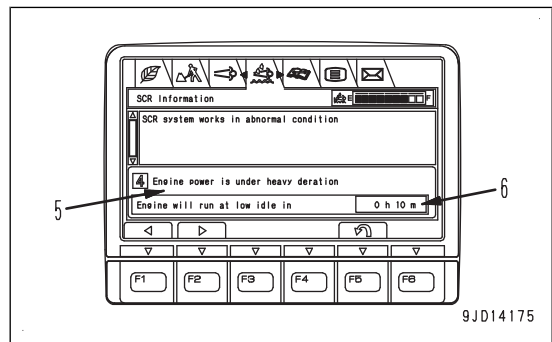 SCR Information
E F
SCR system works in abnormal condition
4 Engine power is under heavy deration
Engine will run at low idle in 0 h 10 m
5
6
F1 F2 F3 F4 F5 F6
9JD14175